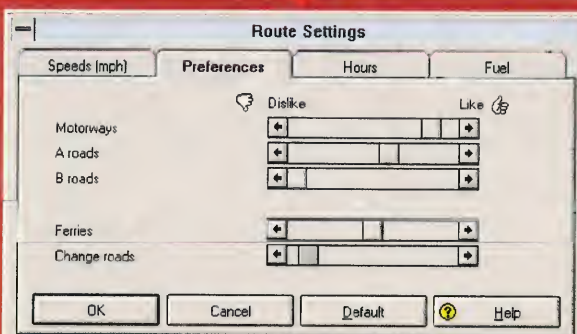 Route Settings
Speeds (mph) Preferences Hours Fuel
Dislike Like
Motorways
A roads
B roads
Ferries
Change roads
OK Cancel Default Help